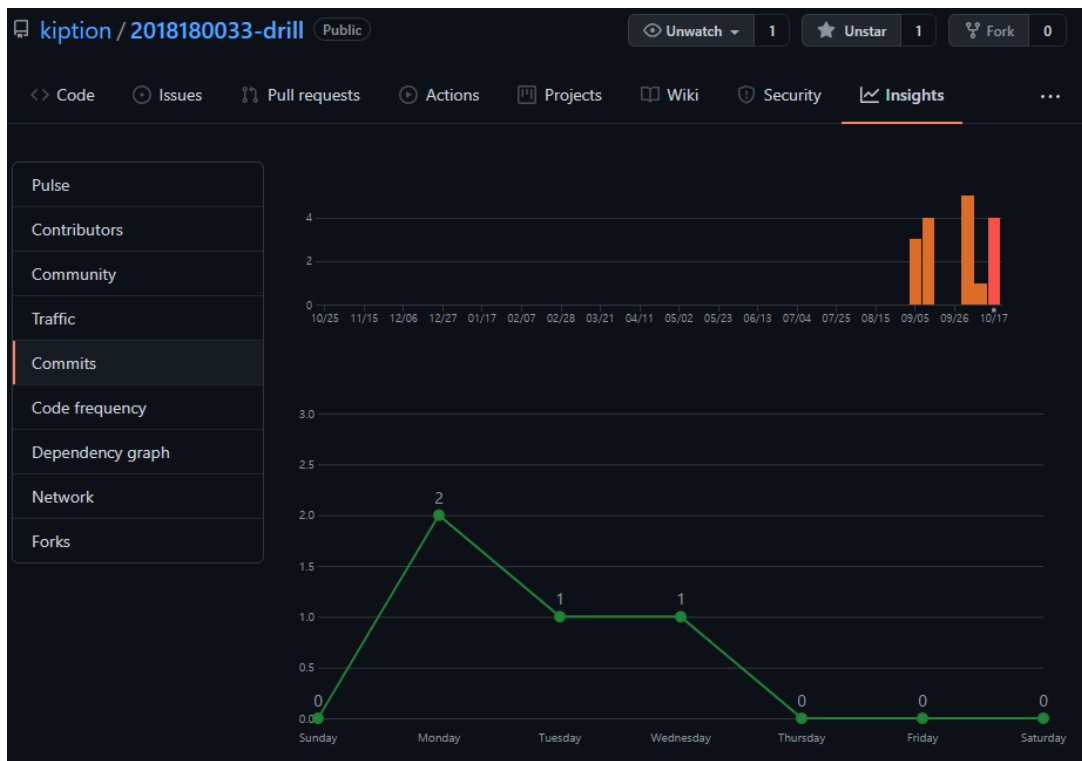 kiption / 2018180033-drill Public
Unwatch 1 Unstar 1 Fork 0
Code Issues Pull requests Actions Projects Wiki Security Insights ...
Pulse
Contributors
Community
Traffic
Commits
Code frequency
Dependency graph
Network
Forks
4
2
0
10/25 11/15 12/06 12/27 01/17 02/07 02/28 03/21 04/11 05/02 05/23 06/13 07/04 07/25 08/15 09/05 09/26 10/17
3.0
2.5
2
2.0
1.5
1 1
1.0
0.5
0 0 0 0
0.0
Sunday Monday Tuesday Wednesday Thursday Friday Saturday